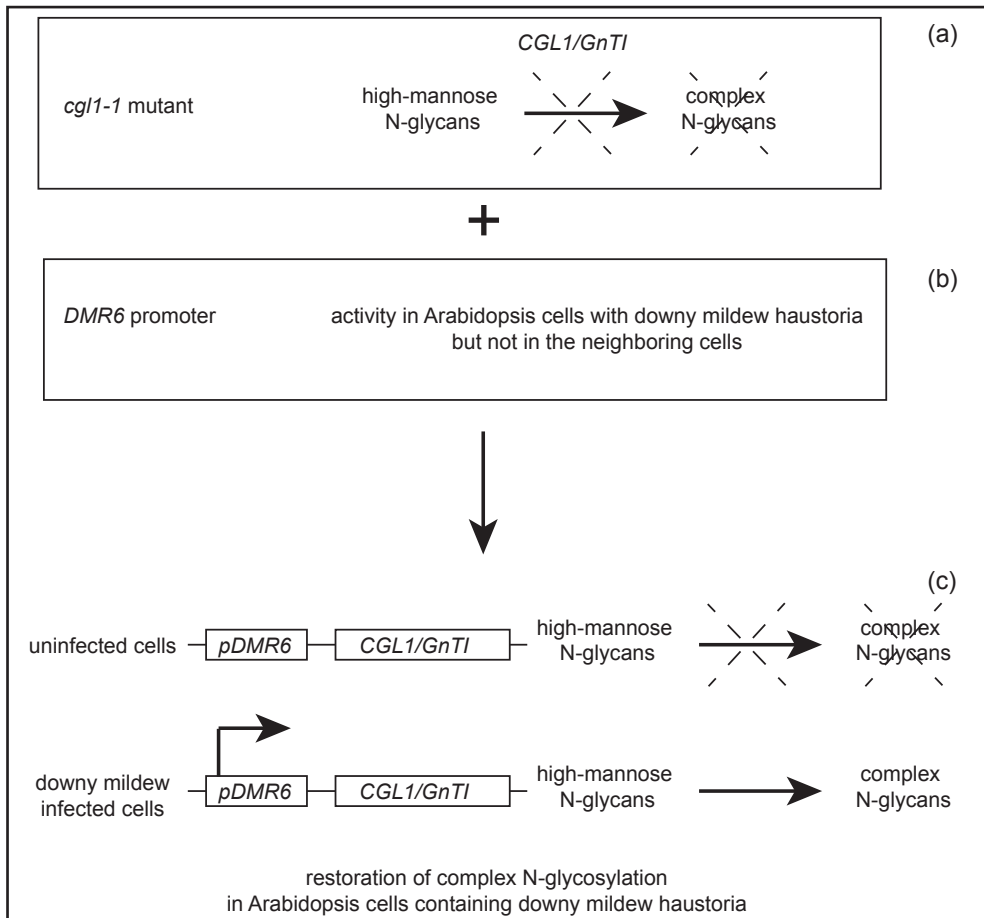 (a)
CGL1/GnTI
cgl1-1 mutant
high-mannose
N-glycans
complex
N-glycans
+
(b)
DMR6 promoter
activity in Arabidopsis cells with downy mildew haustoria
but not in the neighboring cells
(c)
uninfected cells
pDMR6
CGL1/GnTI
high-mannose
N-glycans
complex
N-glycans
downy mildew
infected cells
pDMR6
CGL1/GnTI
high-mannose
N-glycans
complex
N-glycans
restoration of complex N-glycosylation
in Arabidopsis cells containing downy mildew haustoria